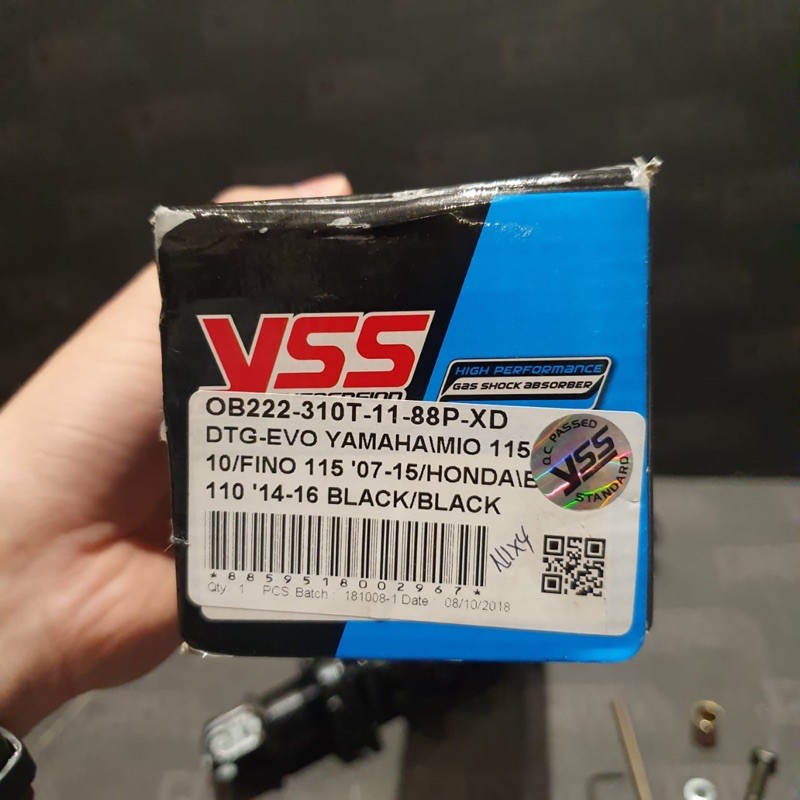 YSS
HIGH PERFORMANCE
GAS SHOCK ABSORBER
OB222-310T-11-88P-XD
DTG-EVO YAMAHA\MIO 115
10/FINO 115 '07-15/HONDA\
110 '14-16 BLACK/BLACK
Q.C. PASSED
YSS
STANDARD
*8859518002967*
Qty 1 PCS. Batch : 181008-1 Date : 08/10/2018